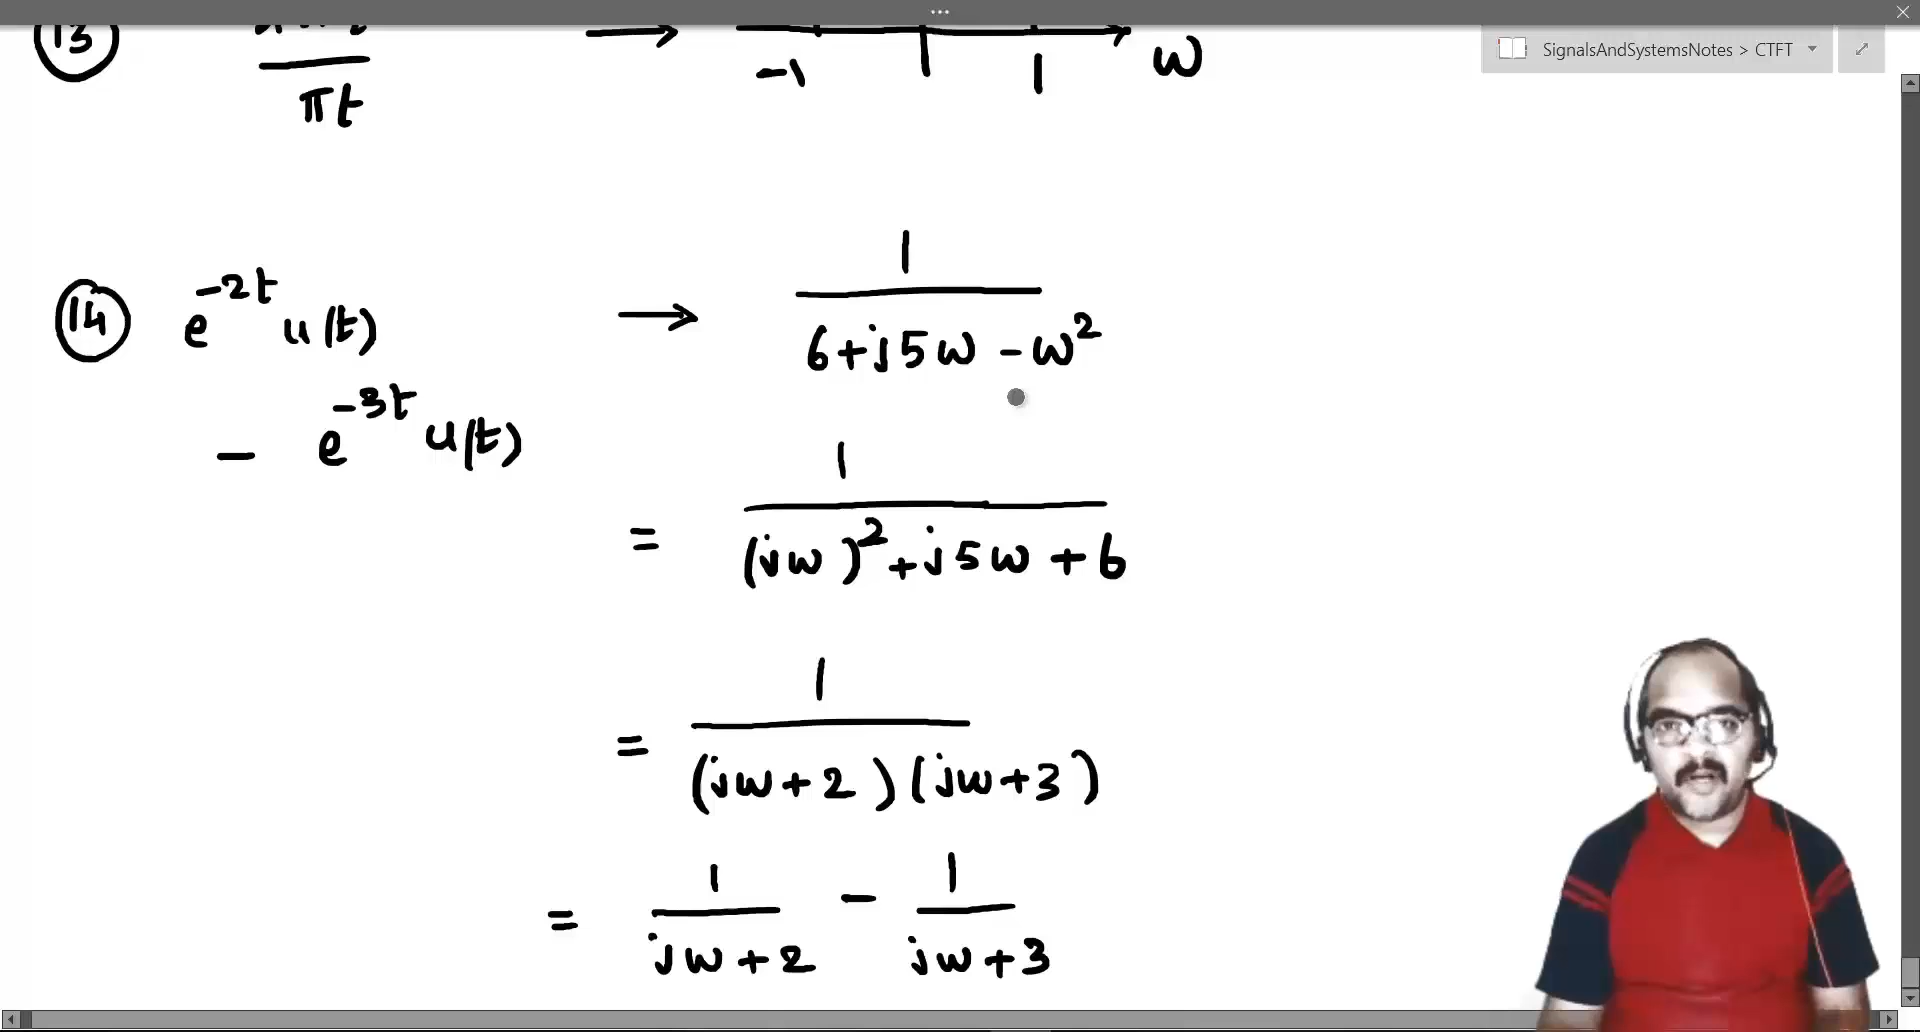 ...
SignalsAndSystemsNotes > CTFT
13
πt
→
-1 1 ω
14 e^{-2t} u(t) → 1 / (6+j5ω-ω²)
- e^{-3t} u(t)
= 1 / ((jω)²+j5ω+6)
= 1 / ((jω+2)(jω+3))
= 1 / (jω+2) - 1 / (jω+3)